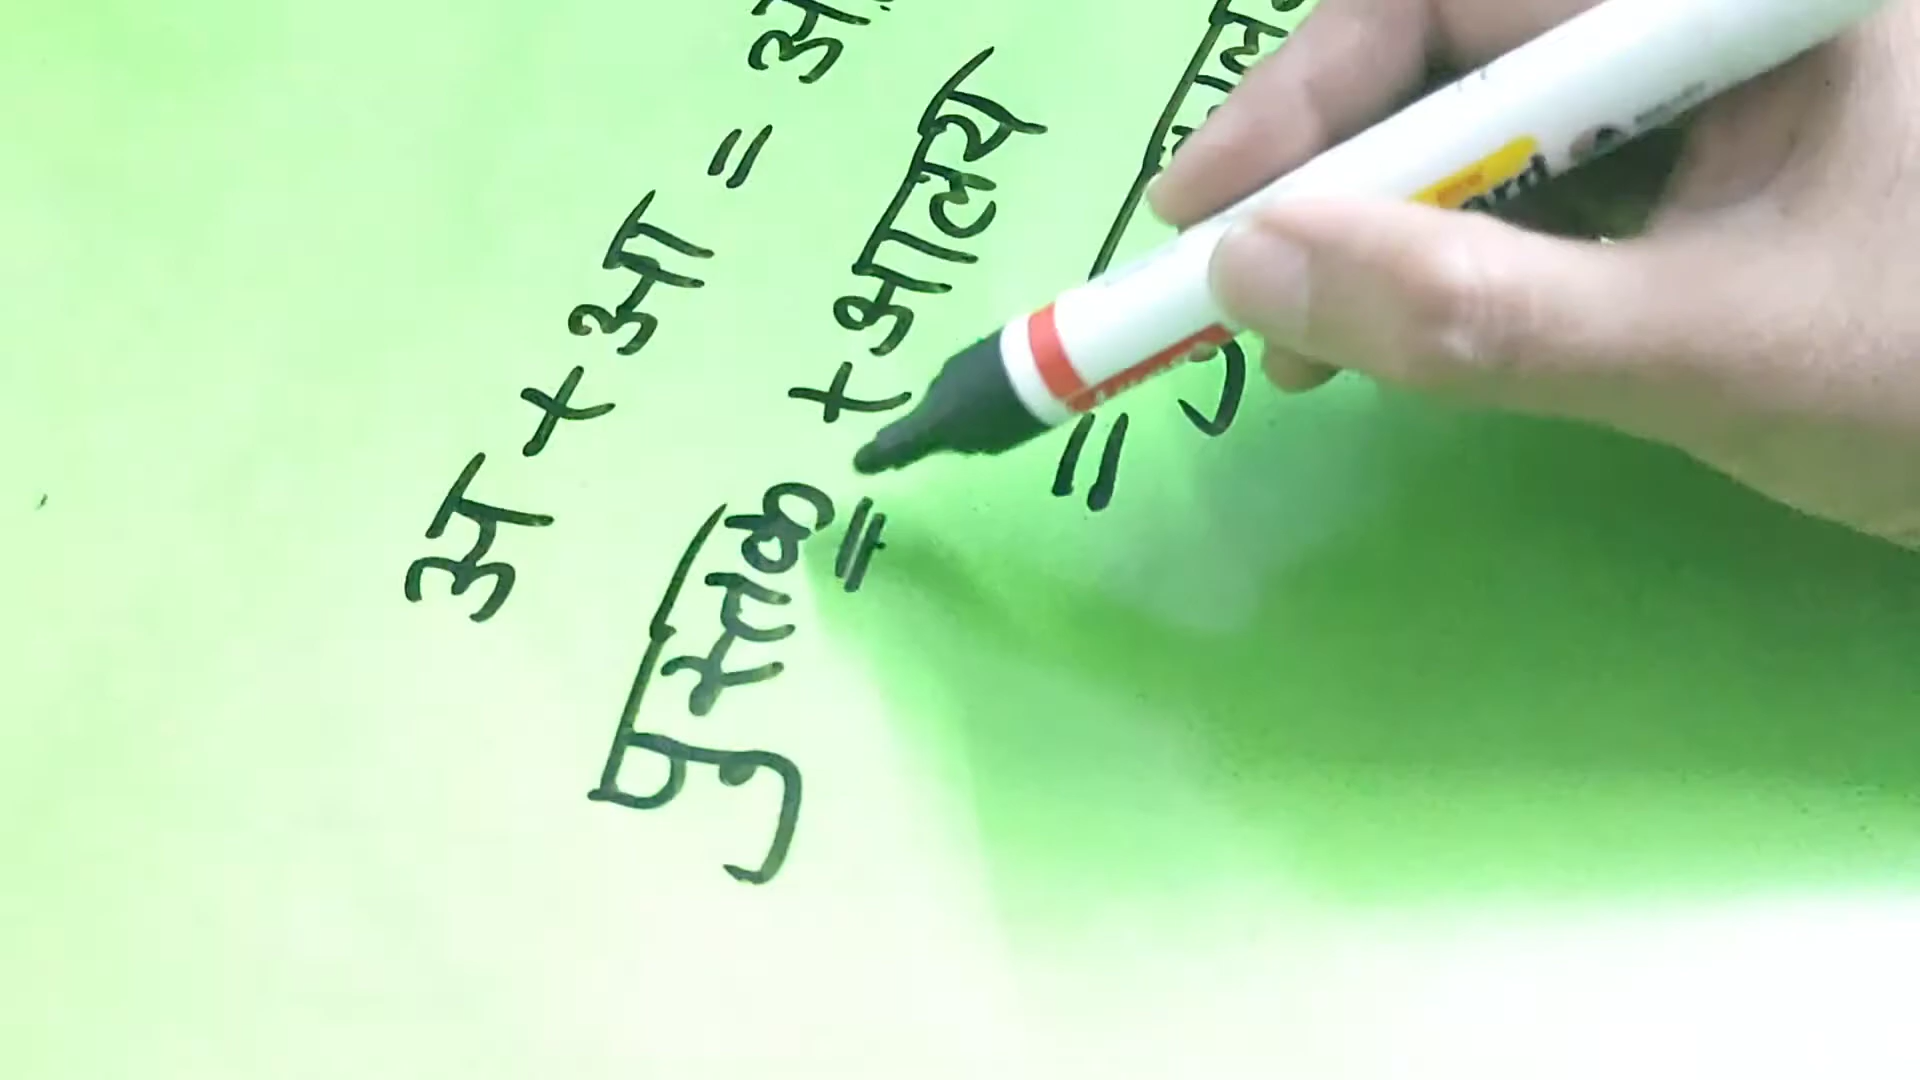 अ + आ = आ
पुस्तक + आलय
=